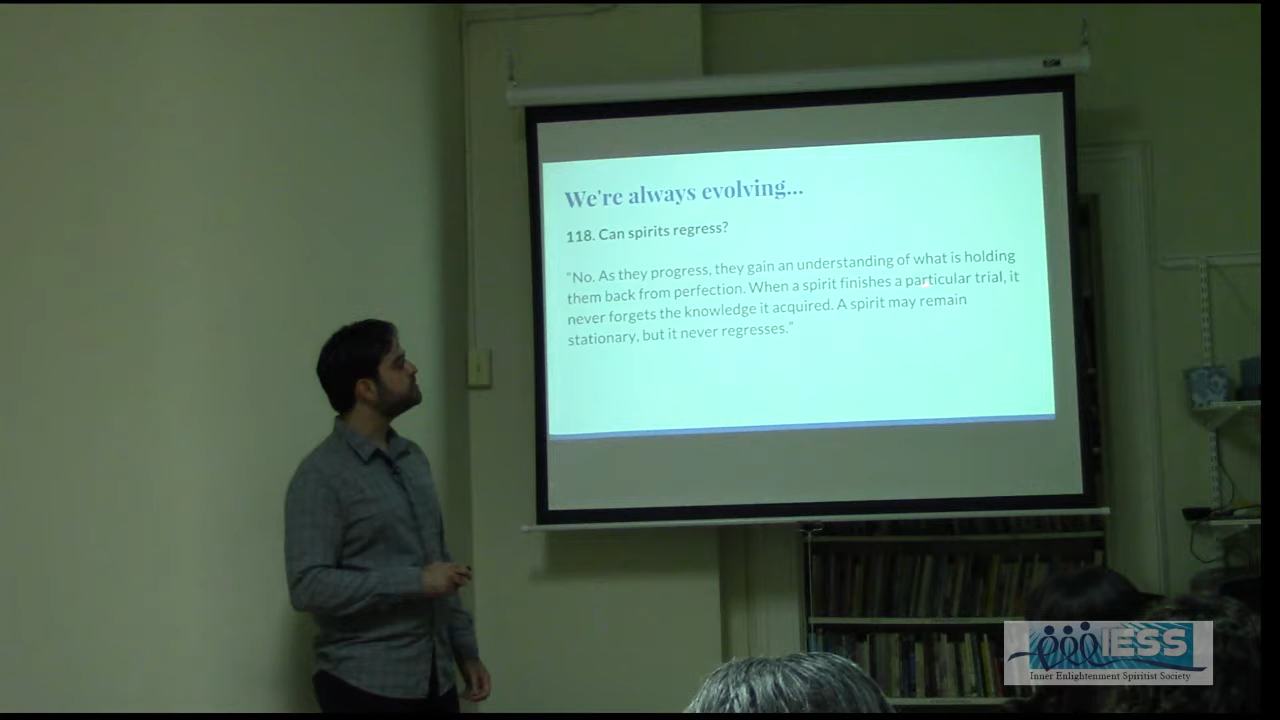 We're always evolving...
118. Can spirits regress?
“No. As they progress, they gain an understanding of what is holding
them back from perfection. When a spirit finishes a particular trial, it
never forgets the knowledge it acquired. A spirit may remain
stationary, but it never regresses.”
IESS
Inner Enlightenment Spiritist Society